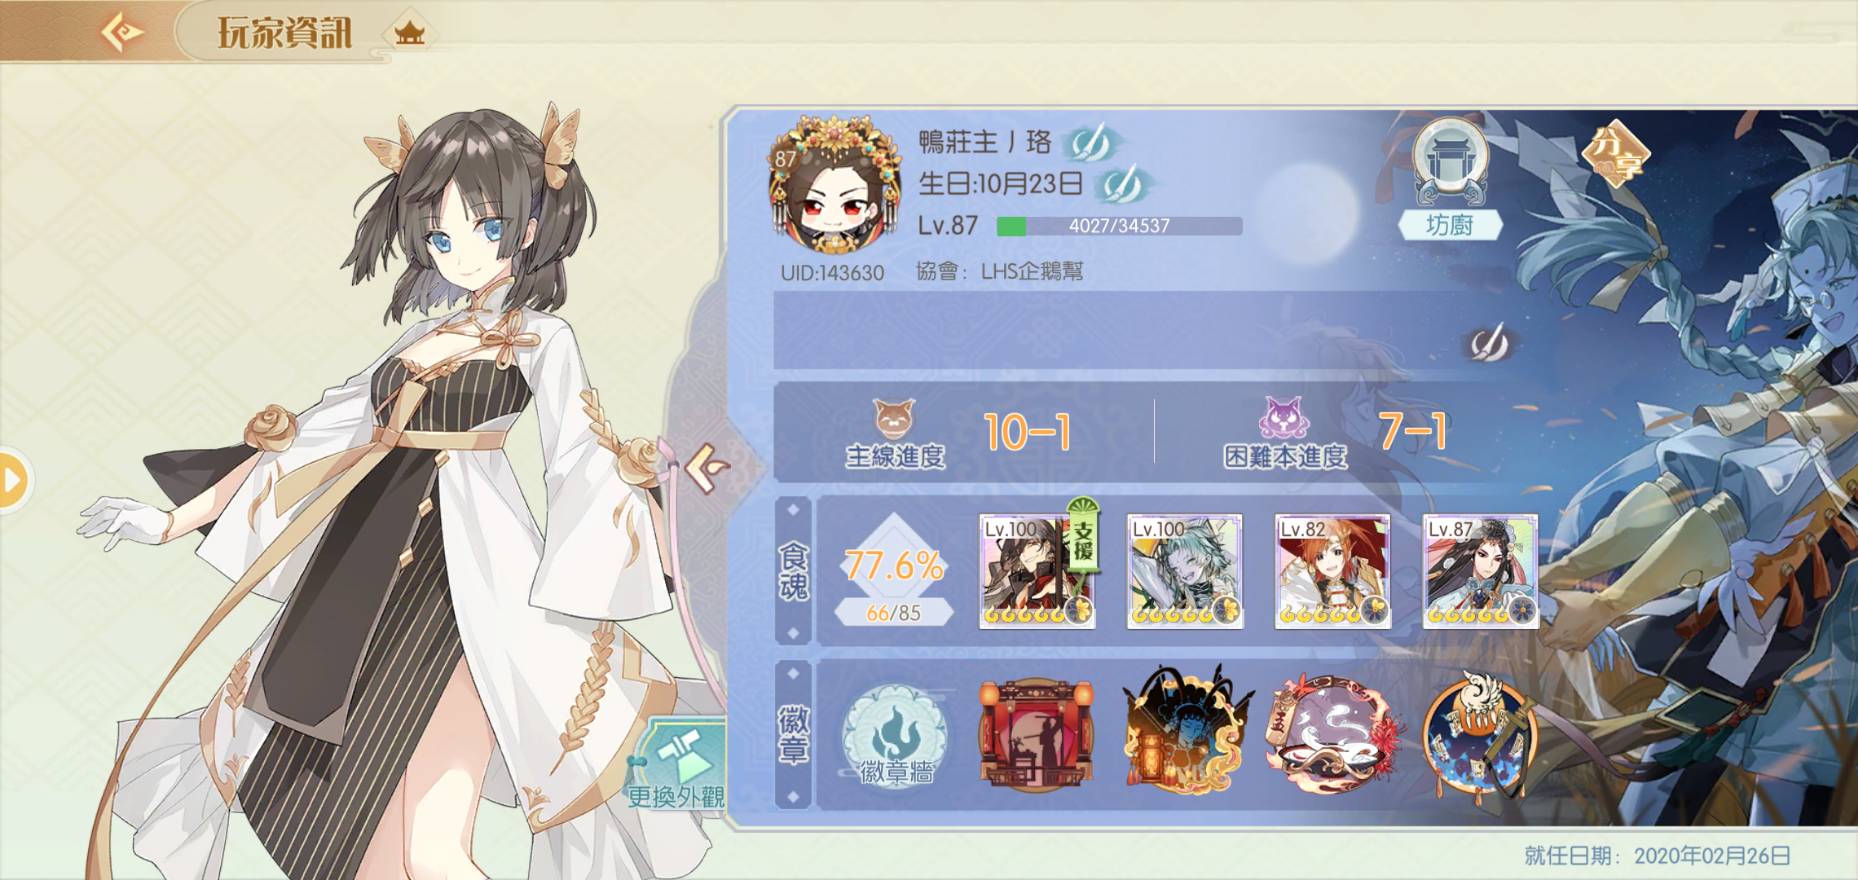 玩家資訊
87
鴨莊主丿珞
生日:10月23日
Lv.87
4027/34537
UID:143630
協會：LHS企鵝幫
坊廚
分享
主線進度
10-1
困難本進度
7-1
食魂
77.6%
66/85
Lv.100
支援
Lv.100
Lv.82
Lv.87
徽章
徽章牆
更換外觀
就任日期：2020年02月26日